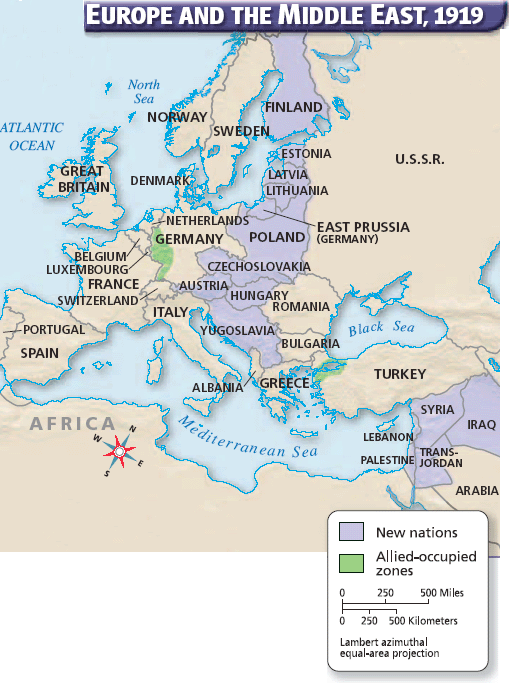 EUROPE AND THE MIDDLE EAST, 1919
North
Sea
ATLANTIC
OCEAN
NORWAY
SWEDEN
FINLAND
ESTONIA
LATVIA
LITHUANIA
U.S.S.R.
GREAT
BRITAIN
DENMARK
NETHERLANDS
GERMANY
POLAND
EAST PRUSSIA
(GERMANY)
BELGIUM
LUXEMBOURG
FRANCE
SWITZERLAND
CZECHOSLOVAKIA
AUSTRIA
HUNGARY
ROMANIA
ITALY
PORTUGAL
SPAIN
YUGOSLAVIA
BULGARIA
Black Sea
ALBANIA
GREECE
TURKEY
AFRICA
N
W
E
S
Mediterranean Sea
SYRIA
IRAQ
LEBANON
PALESTINE
TRANS-
JORDAN
ARABIA
New nations
Allied-occupied
zones
0 250 500 Miles
0 250 500 Kilometers
Lambert azimuthal
equal-area projection